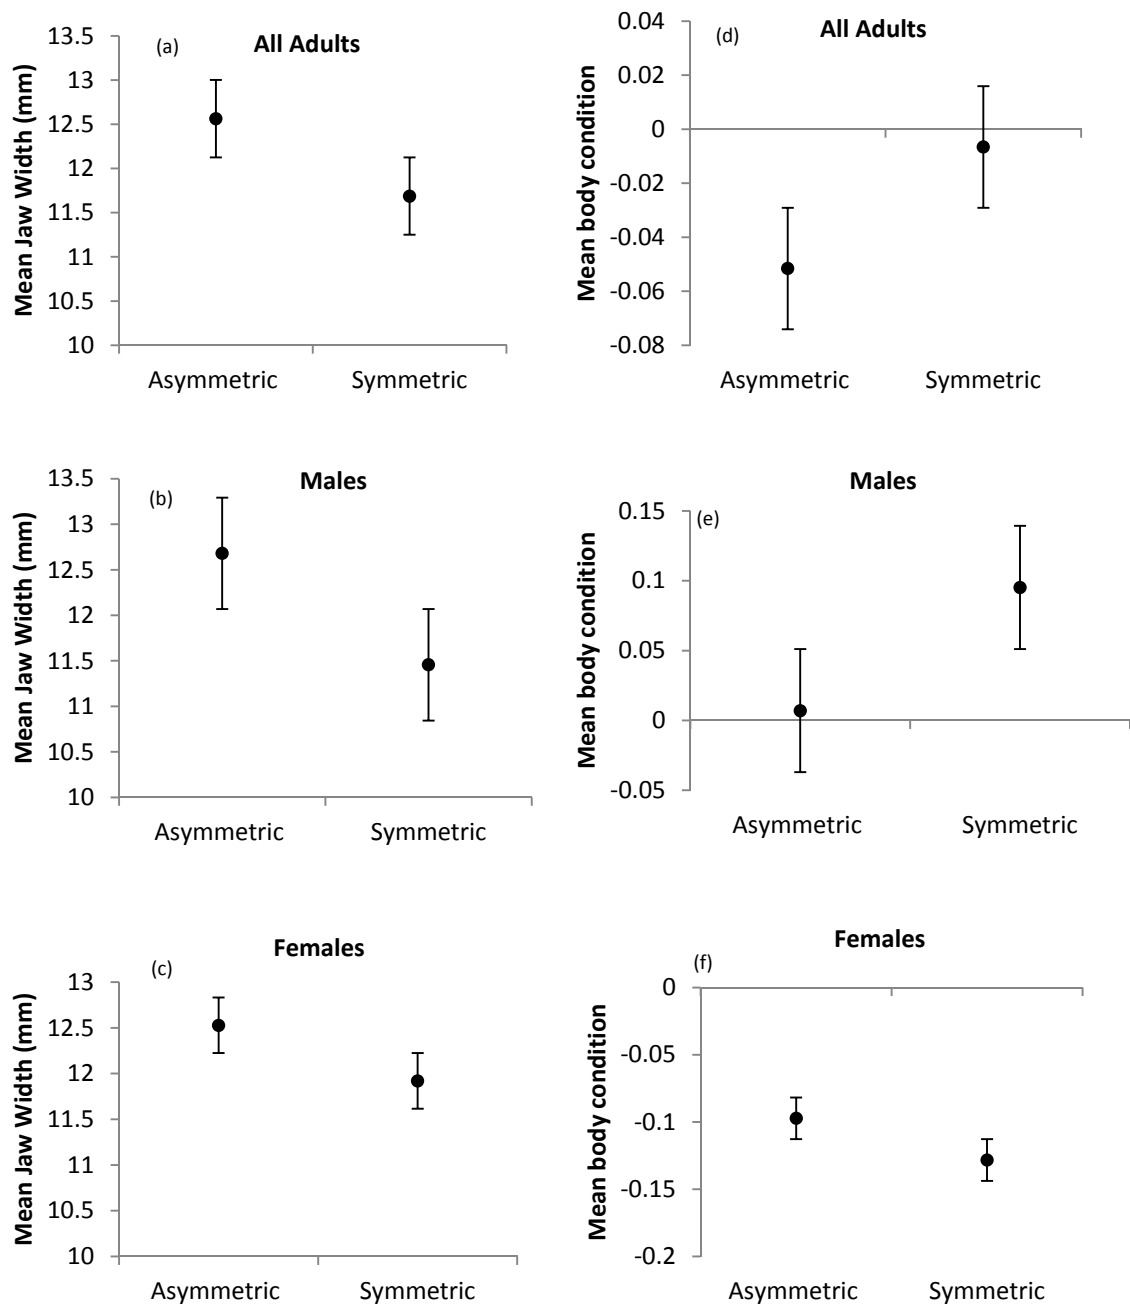 (a)
All Adults
Mean Jaw Width (mm)
13.5
13
12.5
12
11.5
11
10.5
10
Asymmetric
Symmetric
(d)
All Adults
Mean body condition
0.04
0.02
0
-0.02
-0.04
-0.06
-0.08
Asymmetric
Symmetric
(b)
Males
Mean Jaw Width (mm)
13.5
13
12.5
12
11.5
11
10.5
10
Asymmetric
Symmetric
(e)
Males
Mean body condition
0.15
0.1
0.05
0
-0.05
Asymmetric
Symmetric
(c)
Females
Mean Jaw Width (mm)
13
12.5
12
11.5
11
10.5
10
Asymmetric
Symmetric
(f)
Females
Mean body condition
0
-0.05
-0.1
-0.15
-0.2
Asymmetric
Symmetric